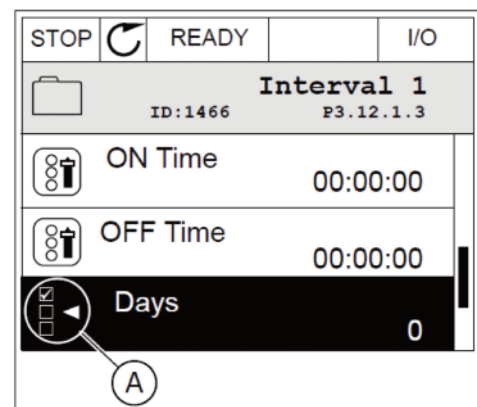 STOP READY I/O
Interval 1
ID:1466 P3.12.1.3
ON Time
00:00:00
OFF Time
00:00:00
Days
0
A